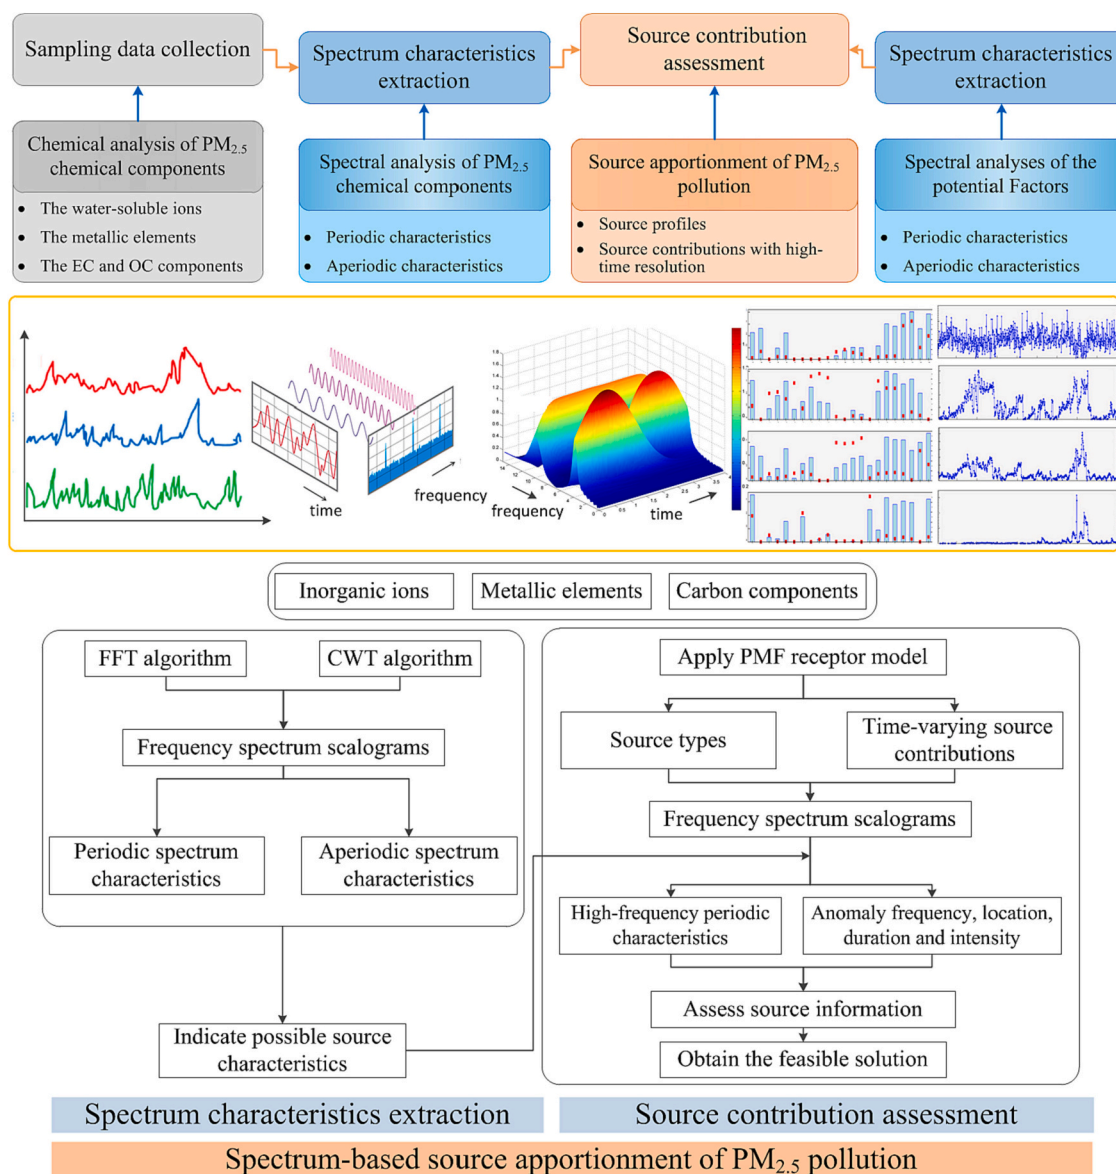 Sampling data collection
Spectrum characteristics
extraction
Source contribution
assessment
Spectrum characteristics
extraction
Chemical analysis of PM2.5
chemical components
• The water-soluble ions
• The metallic elements
• The EC and OC components
Spectral analysis of PM2.5
chemical components
• Periodic characteristics
• Aperiodic characteristics
Source apportionment of PM2.5
pollution
• Source profiles
• Source contributions with high-
time resolution
Spectral analyses of the
potential Factors
• Periodic characteristics
• Aperiodic characteristics
time
frequency
frequency
time
Inorganic ions
Metallic elements
Carbon components
FFT algorithm
CWT algorithm
Frequency spectrum scalograms
Periodic spectrum
characteristics
Aperiodic spectrum
characteristics
Indicate possible source
characteristics
Apply PMF receptor model
Source types
Time-varying source
contributions
Frequency spectrum scalograms
High-frequency periodic
characteristics
Anomaly frequency, location,
duration and intensity
Assess source information
Obtain the feasible solution
Spectrum characteristics extraction
Source contribution assessment
Spectrum-based source apportionment of PM2.5 pollution